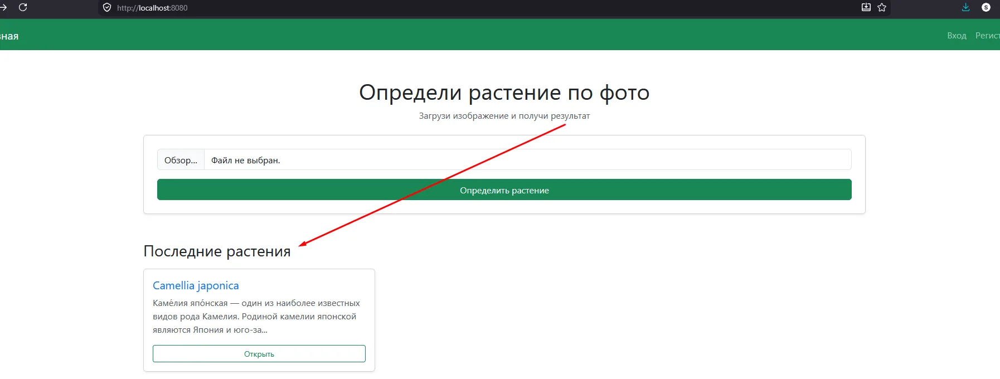 http://localhost:8080
S
вная
Вход Регист
Определи растение по фото
Загрузи изображение и получи результат
Обзор... Файл не выбран.
Определить растение
Последние растения
Camellia japonica
Каме́лия япо́нская — один из наиболее известных
видов рода Камелия. Родиной камелии японской
являются Япония и юго-за...
Открыть